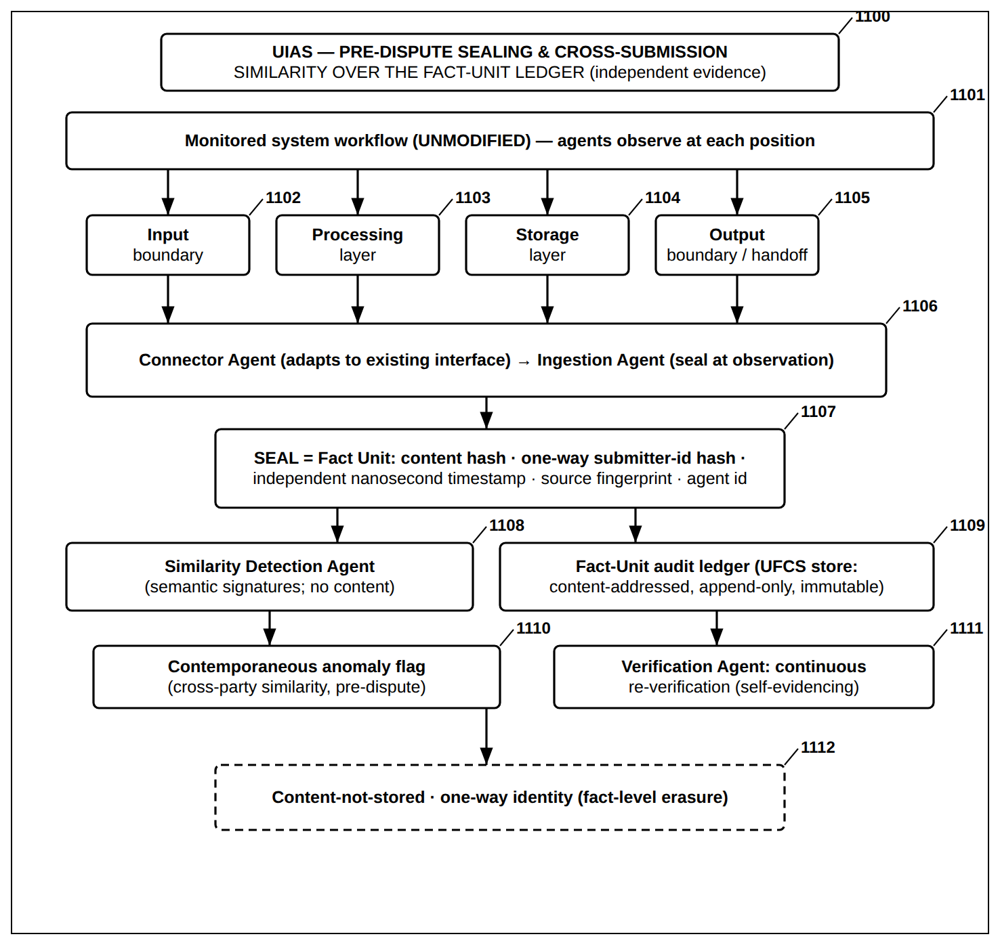 1100
UIAS — PRE-DISPUTE SEALING & CROSS-SUBMISSION
SIMILARITY OVER THE FACT-UNIT LEDGER (independent evidence)
1101
Monitored system workflow (UNMODIFIED) — agents observe at each position
1102
1103
1104
1105
Input
boundary
Processing
layer
Storage
layer
Output
boundary / handoff
1106
Connector Agent (adapts to existing interface) → Ingestion Agent (seal at observation)
1107
SEAL = Fact Unit: content hash · one-way submitter-id hash ·
independent nanosecond timestamp · source fingerprint · agent id
1108
1109
Similarity Detection Agent
(semantic signatures; no content)
Fact-Unit audit ledger (UFCS store:
content-addressed, append-only, immutable)
1110
1111
Contemporaneous anomaly flag
(cross-party similarity, pre-dispute)
Verification Agent: continuous
re-verification (self-evidencing)
1112
Content-not-stored · one-way identity (fact-level erasure)